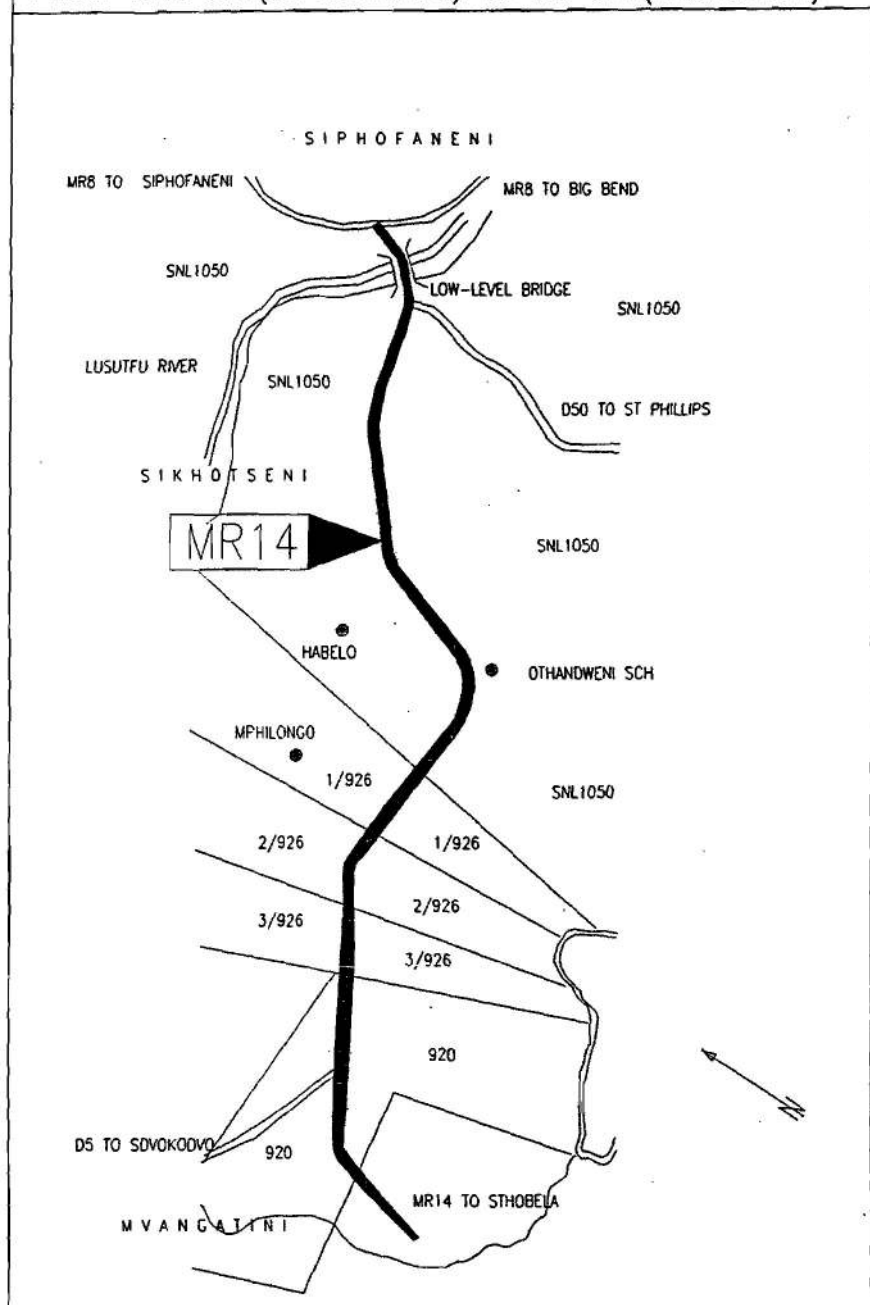 SIPHOFANENI
MR8 TO SIPHOFANENI
MR8 TO BIG BEND
SNL1050
LOW-LEVEL BRIDGE
SNL1050
LUSUTFU RIVER
SNL1050
D50 TO ST PHILLIPS
SIKHOTSENI
MR14
SNL1050
HABELO
OTHANDWENI SCH
MPHILONGO
1/926
SNL1050
2/926
1/926
3/926
2/926
3/926
920
N
D5 TO SDVOKODVO
920
MR14 TO STHOBELA
MVANGATINI